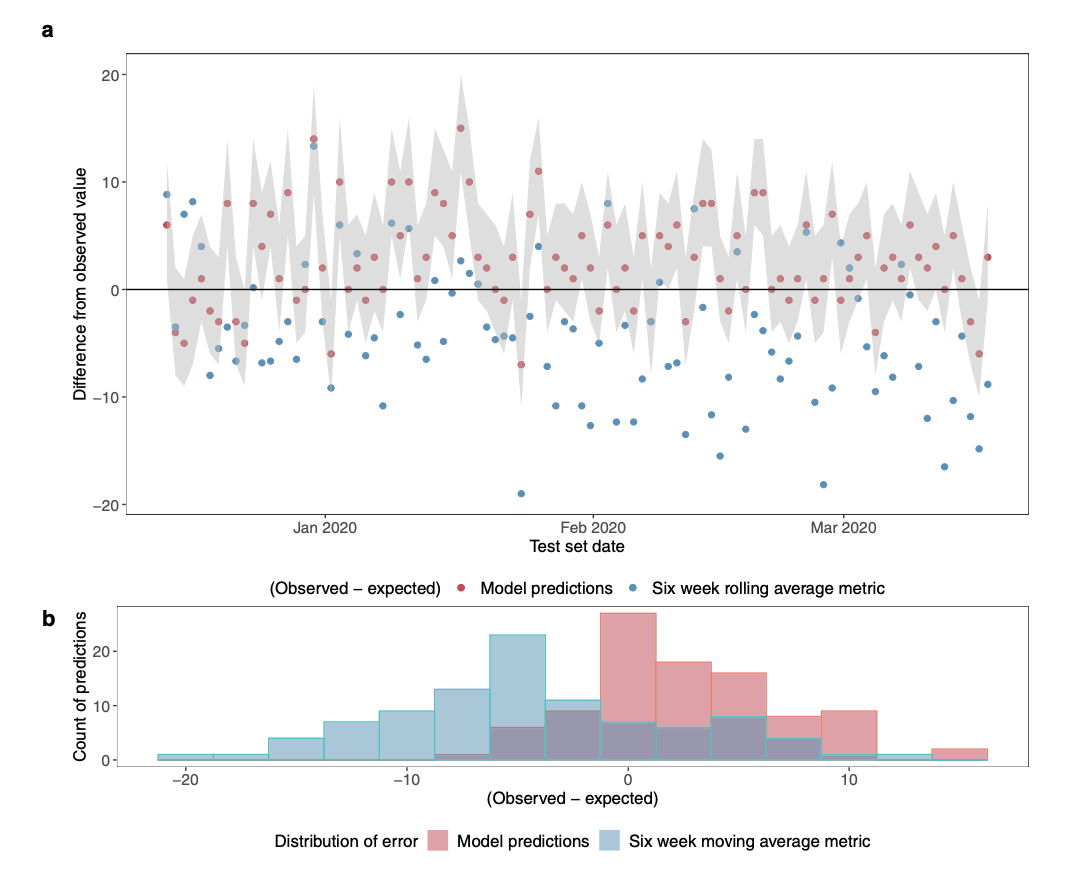 a
Difference from observed value
20
10
0
−10
−20
Jan 2020 Feb 2020 Mar 2020
Test set date
(Observed − expected) Model predictions Six week rolling average metric
b
Count of predictions
20
10
0
−20 −10 0 10
(Observed − expected)
Distribution of error Model predictions Six week moving average metric